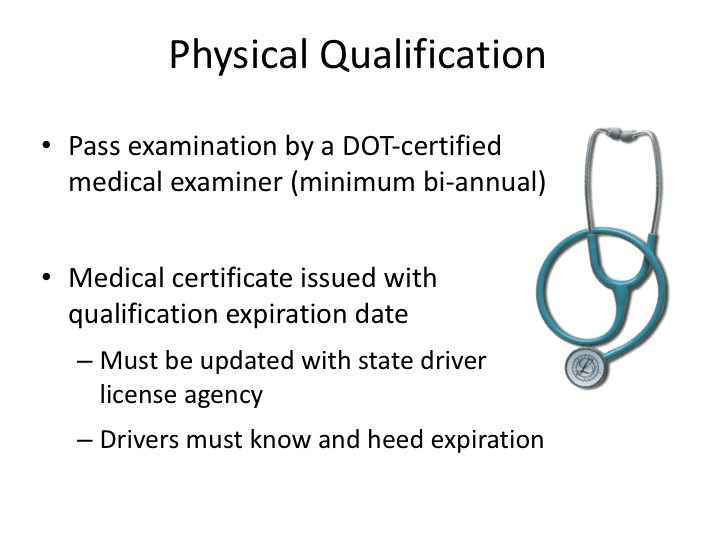 Physical Qualification
• Pass examination by a DOT-certified
medical examiner (minimum bi-annual)
• Medical certificate issued with
qualification expiration date
– Must be updated with state driver
license agency
– Drivers must know and heed expiration